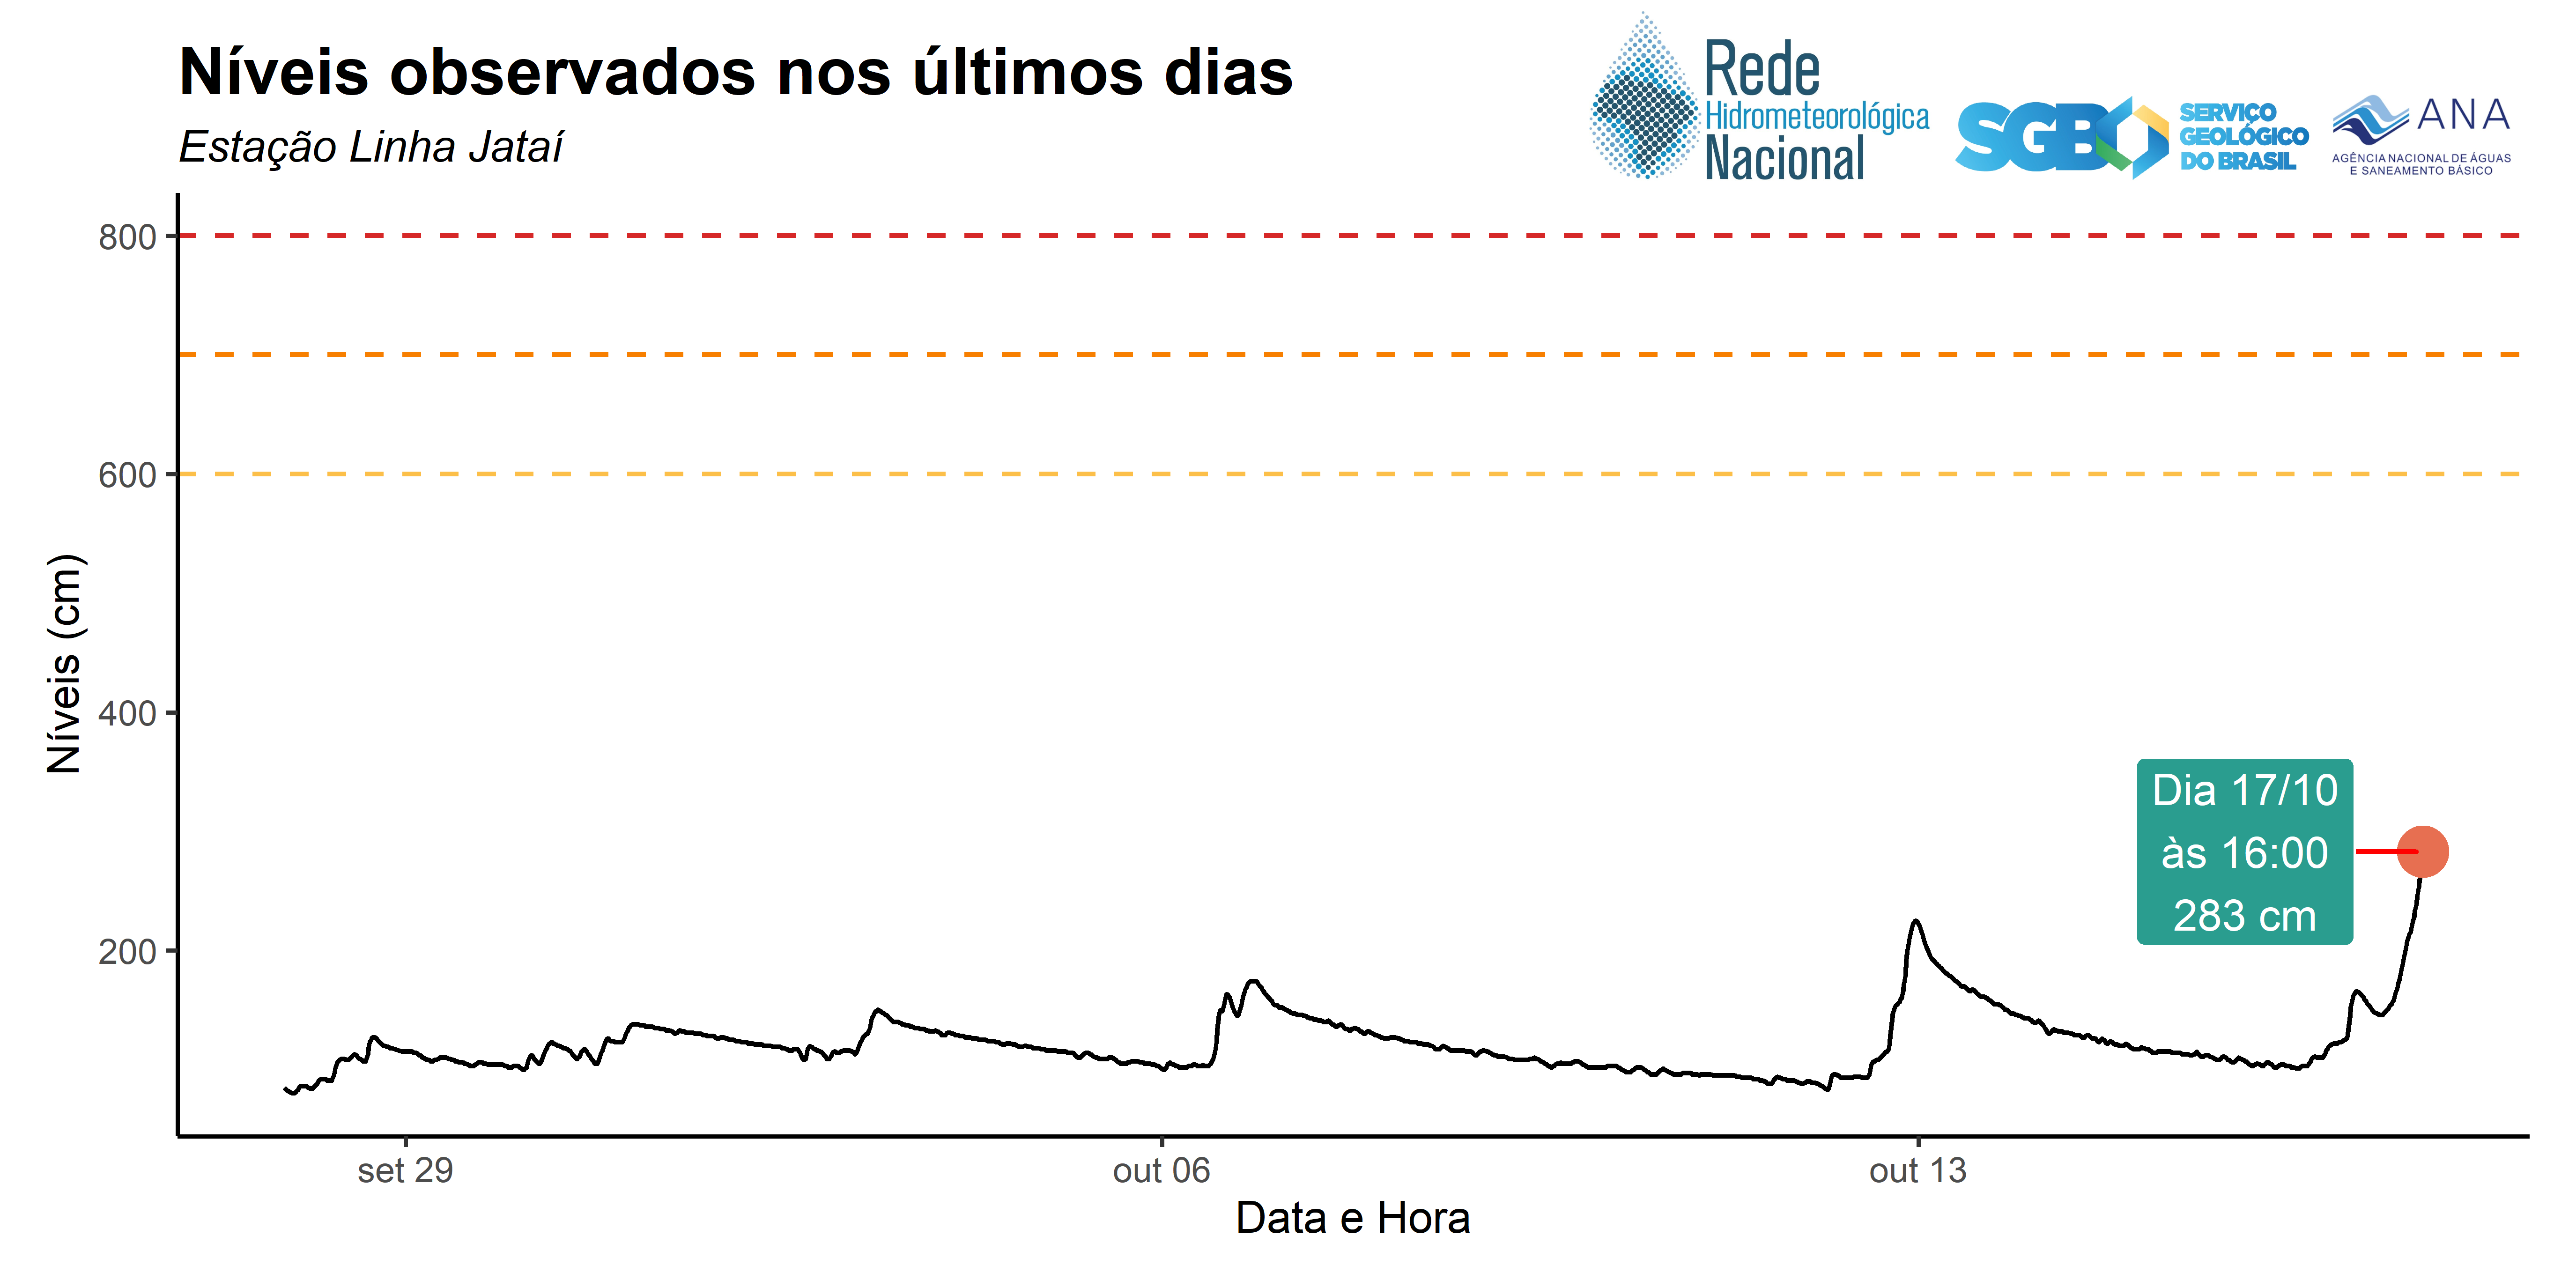 Níveis observados nos últimos dias
Estação Linha Jataí
Rede
Hidrometeorológica
Nacional
SGB
SERVIÇO
GEOLÓGICO
DO BRASIL
ANA
AGÊNCIA NACIONAL DE ÁGUAS
E SANEAMENTO BÁSICO
800
600
400
200
Níveis (cm)
Dia 17/10
às 16:00
283 cm
set 29
out 06
out 13
Data e Hora